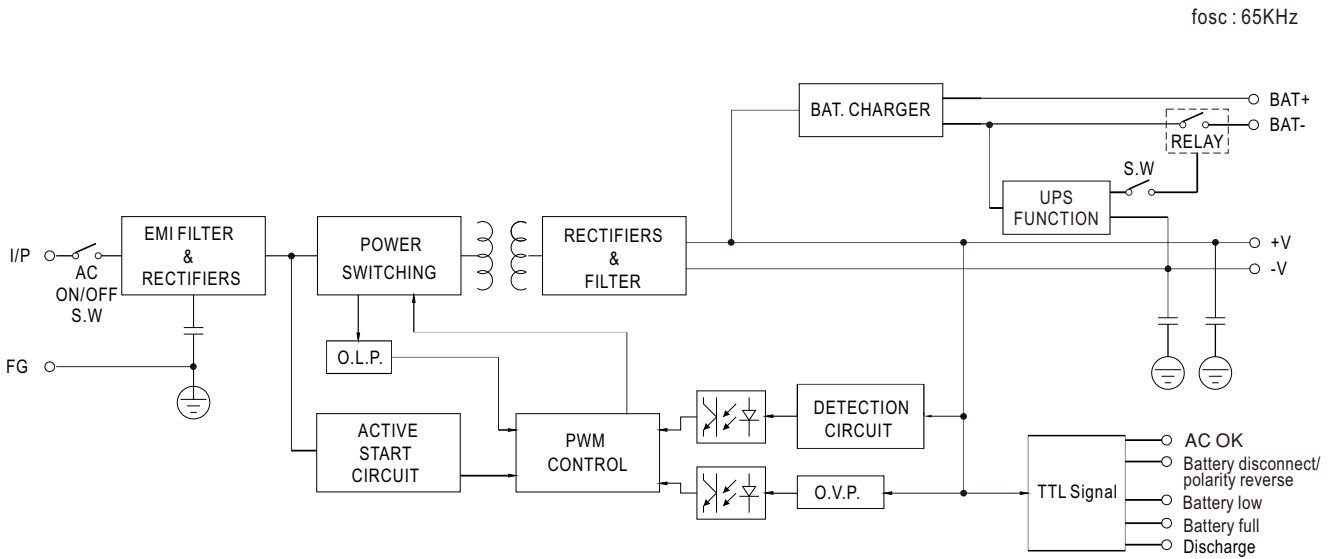 fosc : 65KHz
BAT. CHARGER
BAT+
BAT-
RELAY
S.W
UPS
FUNCTION
I/P
AC
ON/OFF
S.W
EMI FILTER
&
RECTIFIERS
POWER
SWITCHING
RECTIFIERS
&
FILTER
+V
-V
O.L.P.
FG
ACTIVE
START
CIRCUIT
PWM
CONTROL
DETECTION
CIRCUIT
O.V.P.
TTL Signal
AC OK
Battery disconnect/
polarity reverse
Battery low
Battery full
Discharge